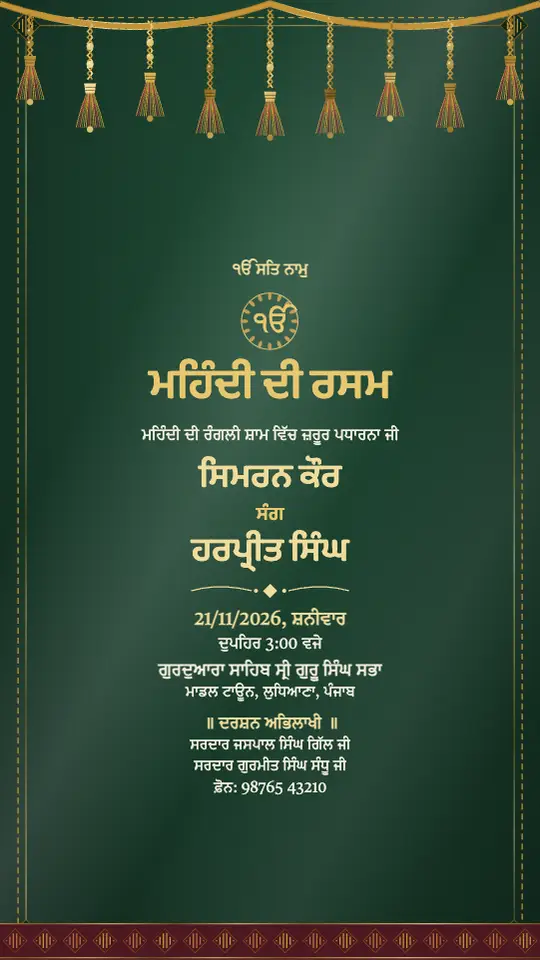 ੴ ਸਤਿ ਨਾਮੁ
ੴ
ਮਹਿੰਦੀ ਦੀ ਰਸਮ
ਮਹਿੰਦੀ ਦੀ ਰੰਗਲੀ ਸ਼ਾਮ ਵਿੱਚ ਜ਼ਰੂਰ ਪਧਾਰਨਾ ਜੀ
ਸਿਮਰਨ ਕੌਰ
ਸੰਗ
ਹਰਪ੍ਰੀਤ ਸਿੰਘ
21/11/2026, ਸ਼ਨੀਵਾਰ
ਦੁਪਹਿਰ 3:00 ਵਜੇ
ਗੁਰਦੁਆਰਾ ਸਾਹਿਬ ਸ੍ਰੀ ਗੁਰੂ ਸਿੰਘ ਸਭਾ
ਮਾਡਲ ਟਾਊਨ, ਲੁਧਿਆਣਾ, ਪੰਜਾਬ
॥ ਦਰਸ਼ਨ ਅਭਿਲਾਖੀ ॥
ਸਰਦਾਰ ਜਸਪਾਲ ਸਿੰਘ ਗਿੱਲ ਜੀ
ਸਰਦਾਰ ਗੁਰਮੀਤ ਸਿੰਘ ਸੰਧੂ ਜੀ
ਫ਼ੋਨ: 98765 43210